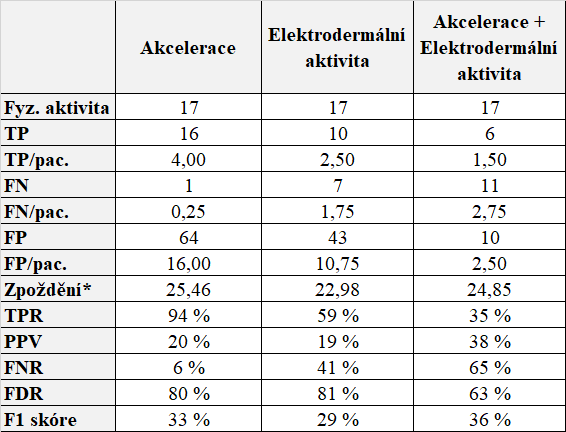 Akcelerace Elektrodermální aktivita Akcelerace + Elektrodermální aktivita
Fyz. aktivita 17 17 17
TP 16 10 6
TP/pac. 4,00 2,50 1,50
FN 1 7 11
FN/pac. 0,25 1,75 2,75
FP 64 43 10
FP/pac. 16,00 10,75 2,50
Zpoždění* 25,46 22,98 24,85
TPR 94 % 59 % 35 %
PPV 20 % 19 % 38 %
FNR 6 % 41 % 65 %
FDR 80 % 81 % 63 %
F1 skóre 33 % 29 % 36 %